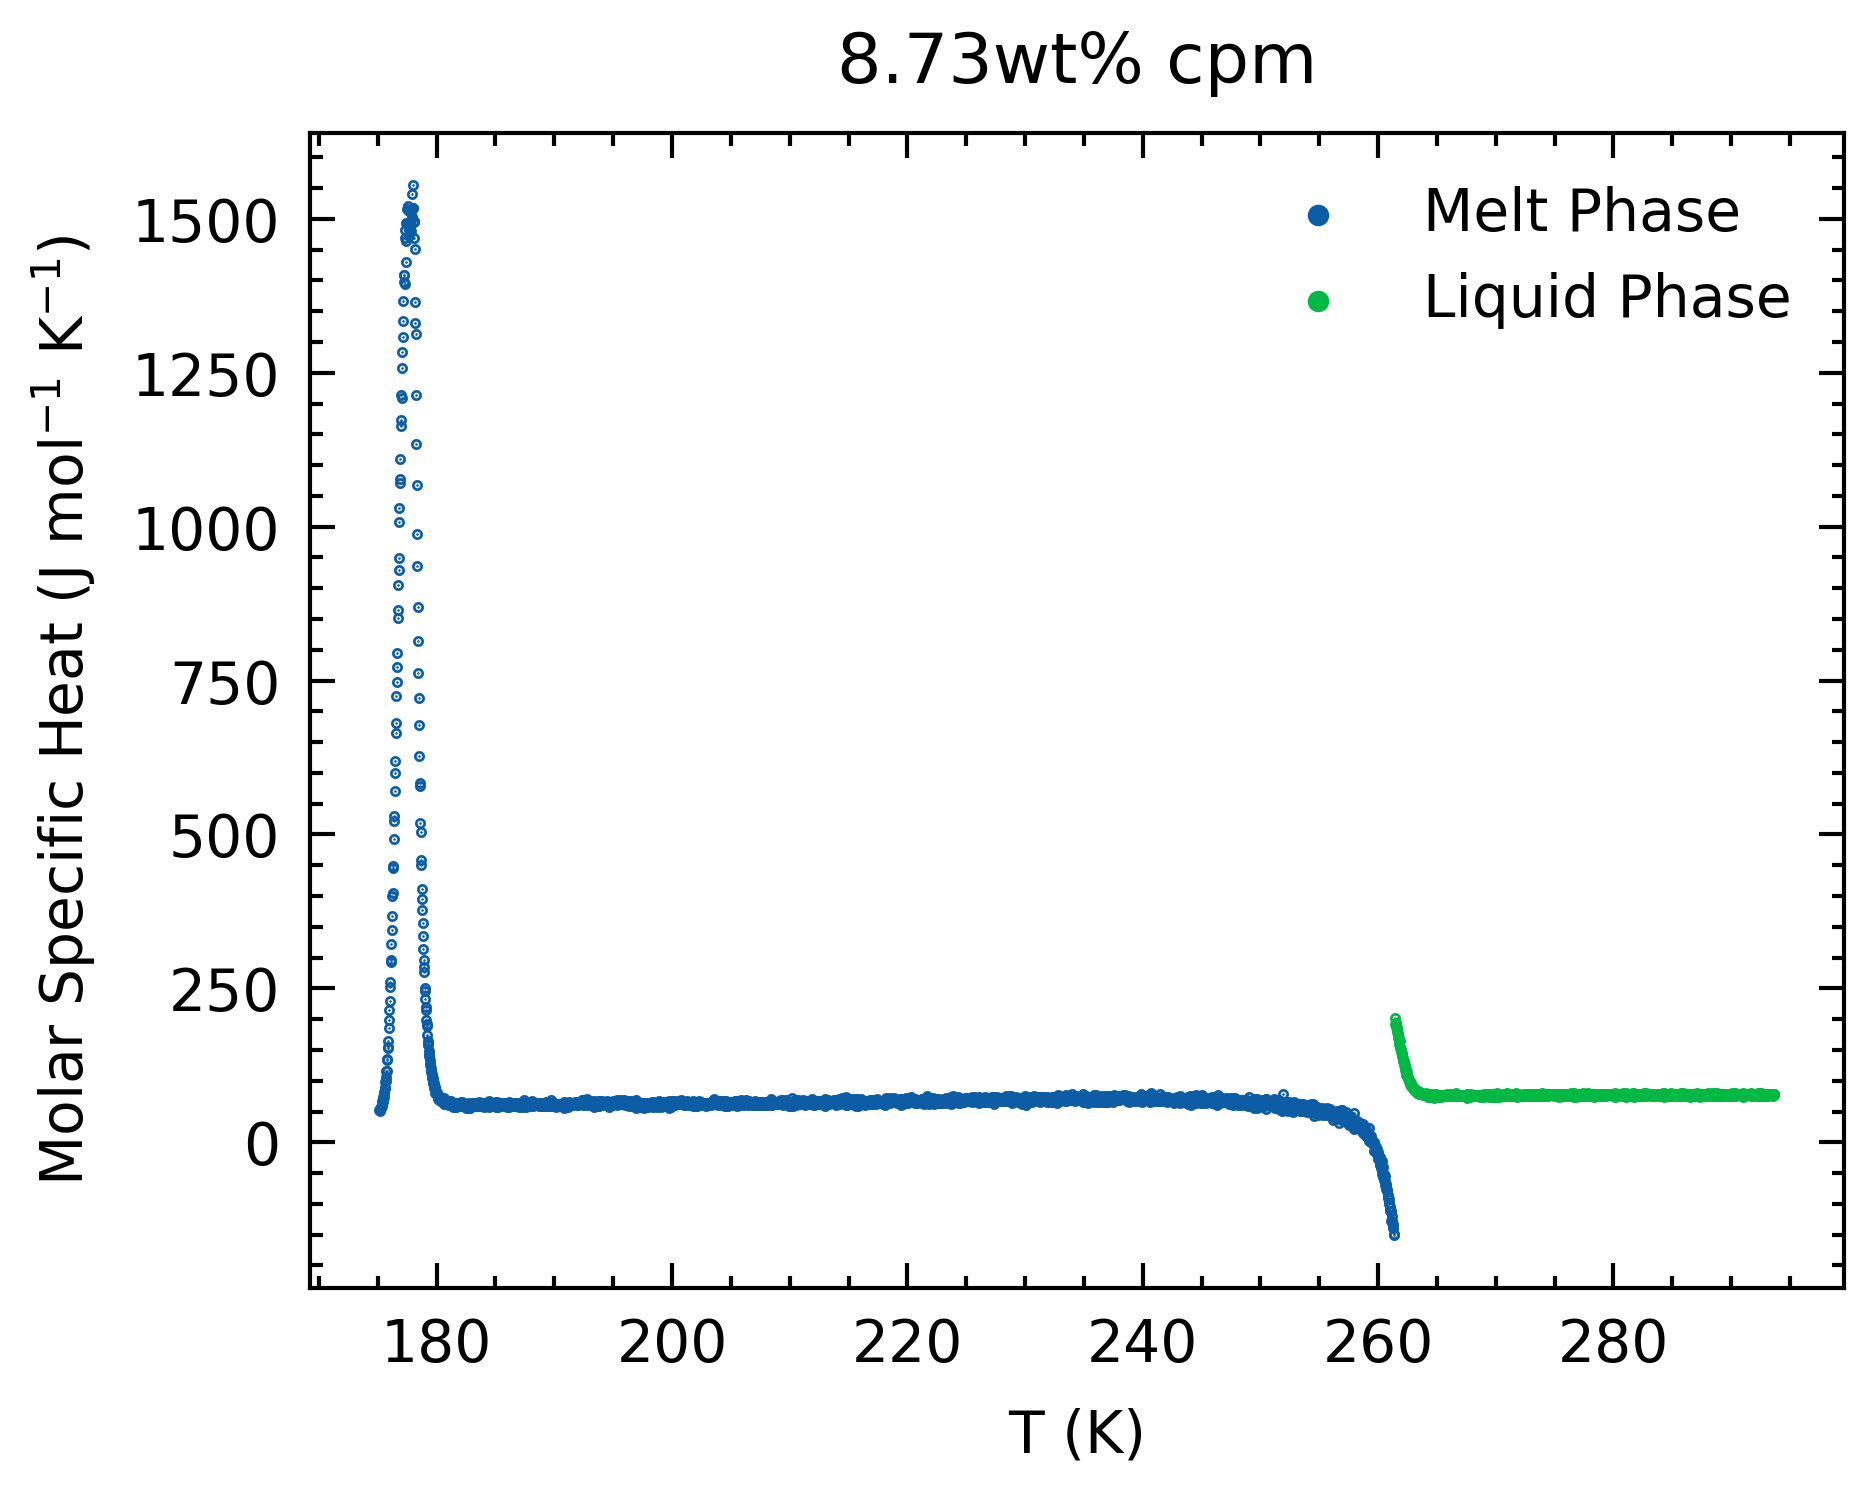 8.73wt% cpm
Melt Phase
Liquid Phase
Molar Specific Heat (J mol⁻¹ K⁻¹)
1500
1250
1000
750
500
250
0
180 200 220 240 260 280
T (K)